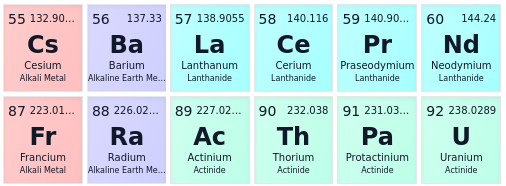 55 132.90... 56 137.33 57 138.9055 58 140.116 59 140.90... 60 144.24
Cs Ba La Ce Pr Nd
Cesium Barium Lanthanum Cerium Praseodymium Neodymium
Alkali Metal Alkaline Earth Me... Lanthanide Lanthanide Lanthanide Lanthanide
87 223.01... 88 226.02... 89 227.02... 90 232.038 91 231.03... 92 238.0289
Fr Ra Ac Th Pa U
Francium Radium Actinium Thorium Protactinium Uranium
Alkali Metal Alkaline Earth Me... Actinide Actinide Actinide Actinide